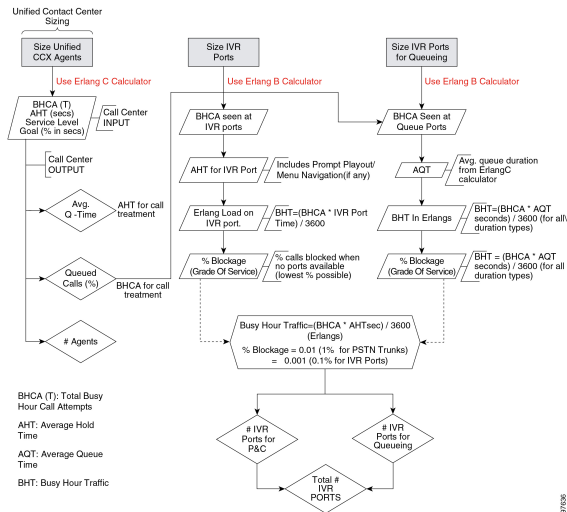 Unified Contact Center
Sizing
Size Unified
CCX Agents
Use Erlang C Calculator
BHCA (T)
AHT (secs)
Service Level
Goal (% in secs)
Call Center
INPUT
Call Center
OUTPUT
Avg.
Q -Time
AHT for call
treatment
Queued
Calls (%)
BHCA for call
treatment
# Agents
Size IVR
Ports
Use Erlang B Calculator
BHCA seen at
IVR ports
AHT for IVR Port
Includes Prompt Playout/
Menu Navigation(if any)
Erlang Load on
IVR port.
BHT=(BHCA * IVR Port
Time) / 3600
% Blockage
(Grade Of Service)
% calls blocked when
no ports available
(lowest % possible)
Size IVR Ports
for Queueing
Use Erlang B Calculator
BHCA Seen at
Queue Ports
AQT
Avg. queue duration
from ErlangC
calculator
BHT In Erlangs
BHT=(BHCA * AQT
seconds) / 3600 (for all\
duration types)
% Blockage
(Grade Of Service)
BHT = (BHCA * AQT
seconds) / 3600 (for all
duration types)
Busy Hour Traffic=(BHCA * AHTsec) / 3600
(Erlangs)
% Blockage = 0.01 (1% for PSTN Trunks)
= 0.001 (0.1% for IVR Ports)
# IVR
Ports for
P&C
# IVR
Ports for
Queueing
Total #
IVR
PORTS
BHCA (T): Total Busy
Hour Call Attempts
AHT: Average Hold
Time
AQT: Average Queue
Time
BHT: Busy Hour Traffic